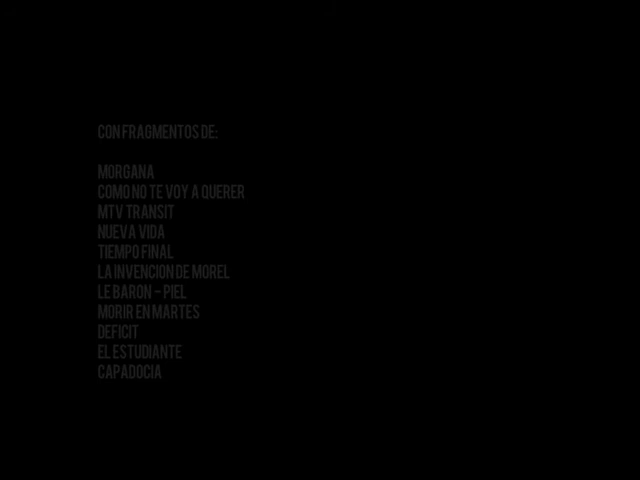 CON FRAGMENTOS DE:
MORGANA
COMO NO TE VOY A QUERER
MTV TRANSIT
NUEVA VIDA
TIEMPO FINAL
LA INVENCION DE MOREL
LE BARON - PIEL
MORIR EN MARTES
DEFICIT
EL ESTUDIANTE
CAPADOCIA